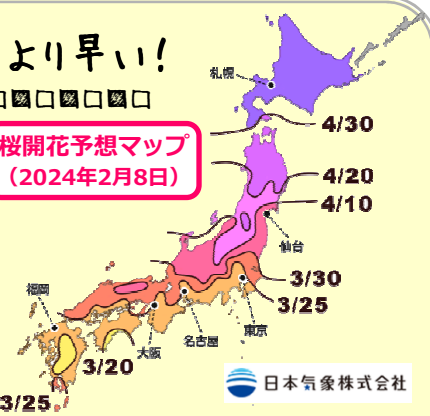 より早い!
桜開花予想マップ
(2024年2月8日)
札幌
4/30
4/20
4/10
仙台
3/30
3/25
福岡
東京
名古屋
大阪
3/20
3/25
日本気象株式会社